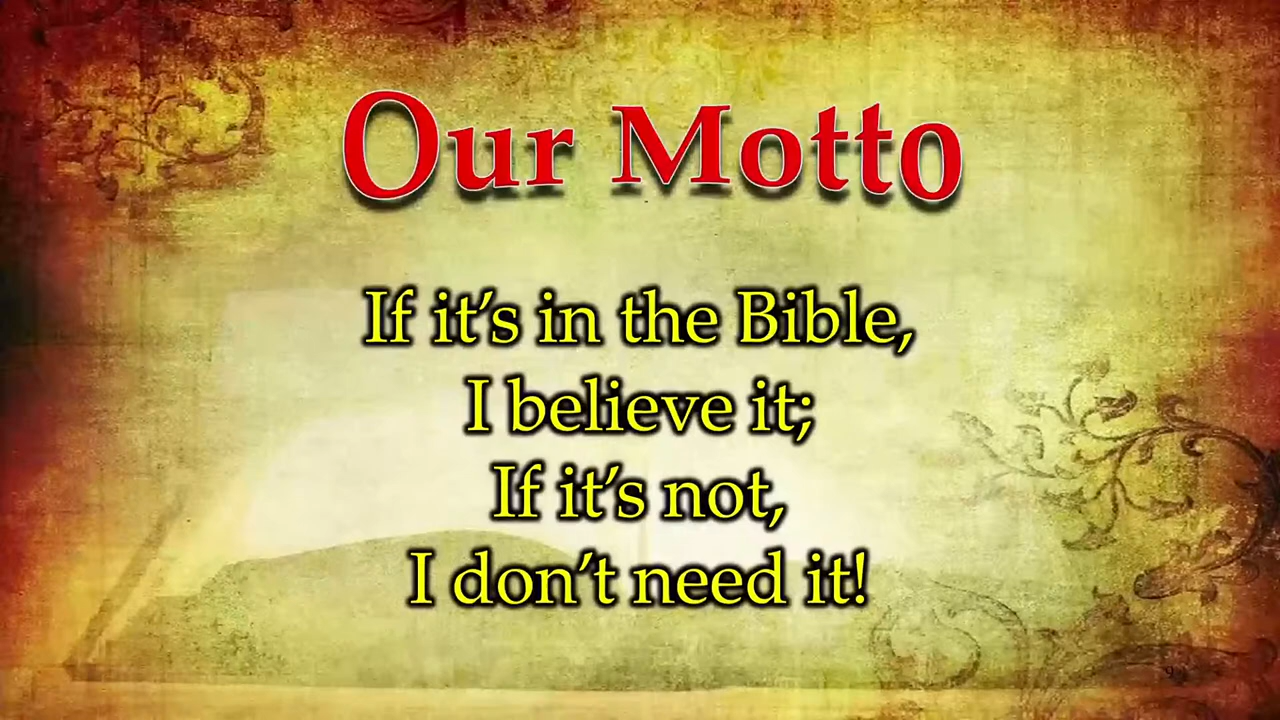 Our Motto
If it's in the Bible,
I believe it;
If it's not,
I don't need it!